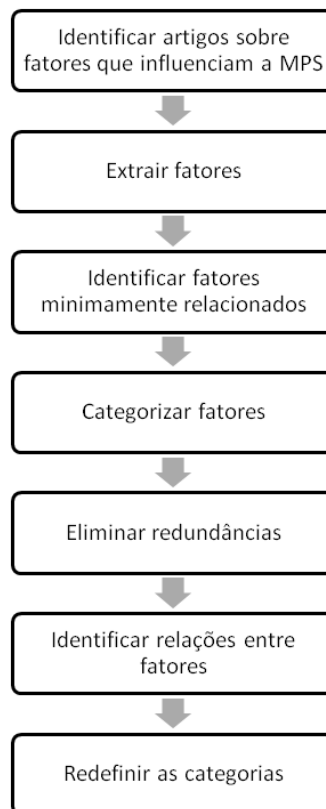 Identificar artigos sobre
fatores que influenciam a MPS
Extrair fatores
Identificar fatores
minimamente relacionados
Categorizar fatores
Eliminar redundâncias
Identificar relações entre
fatores
Redefinir as categorias